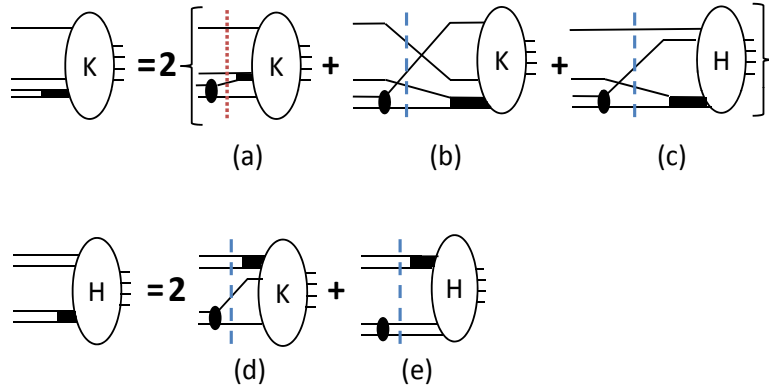 K =2 { K + K + H }
(a) (b) (c)
H =2 K + H
(d) (e)